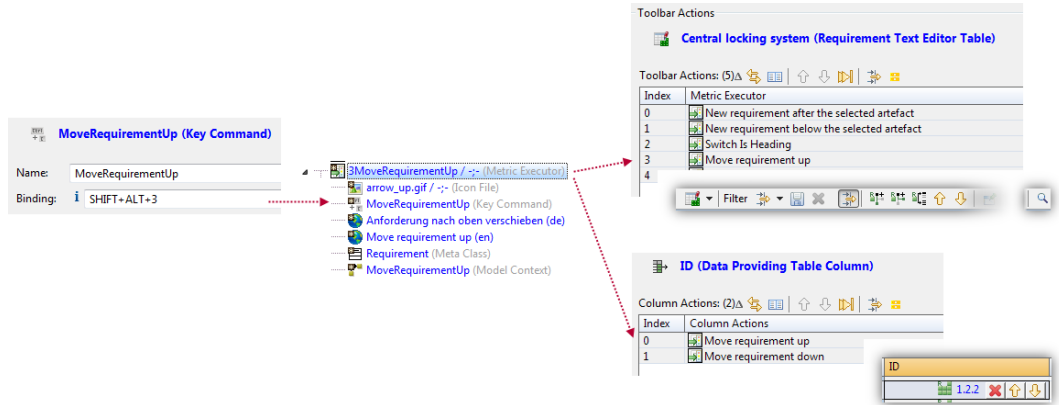 MoveRequirementUp (Key Command)
Name: MoveRequirementUp
Binding: SHIFT+ALT+3
3MoveRequirementUp / -;- (Metric Executor)
arrow_up.gif / -;- (Icon File)
MoveRequirementUp (Key Command)
Anforderung nach oben verschieben (de)
Move requirement up (en)
Requirement (Meta Class)
MoveRequirementUp (Model Context)
Toolbar Actions
Central locking system (Requirement Text Editor Table)
Toolbar Actions: (5)
Index Metric Executor
0 New requirement after the selected artefact
1 New requirement below the selected artefact
2 Switch Is Heading
3 Move requirement up
4
Filter
ID (Data Providing Table Column)
Column Actions: (2)
Index Column Actions
0 Move requirement up
1 Move requirement down
ID
1.2.2